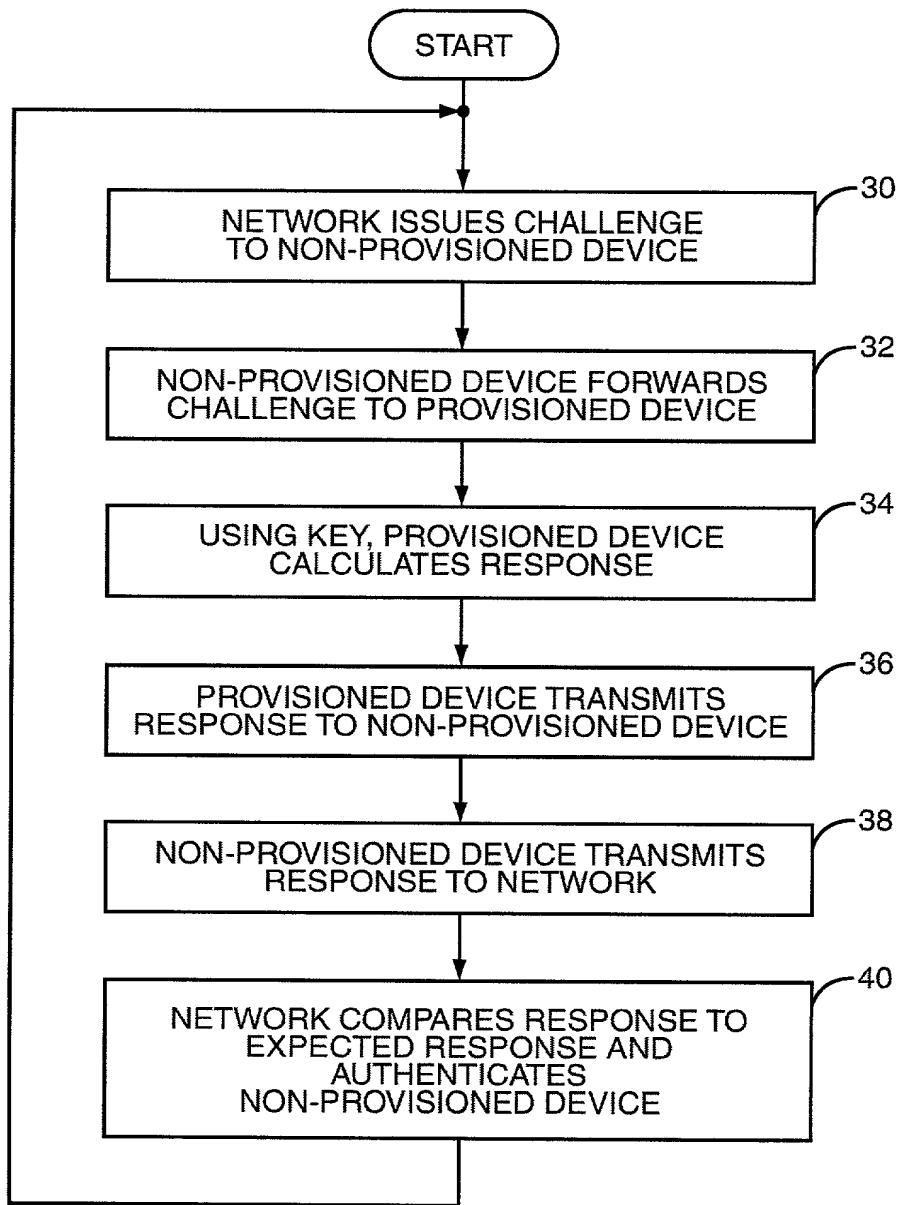 START
30
NETWORK ISSUES CHALLENGE
TO NON-PROVISIONED DEVICE
32
NON-PROVISIONED DEVICE FORWARDS
CHALLENGE TO PROVISIONED DEVICE
34
USING KEY, PROVISIONED DEVICE
CALCULATES RESPONSE
36
PROVISIONED DEVICE TRANSMITS
RESPONSE TO NON-PROVISIONED DEVICE
38
NON-PROVISIONED DEVICE TRANSMITS
RESPONSE TO NETWORK
40
NETWORK COMPARES RESPONSE TO
EXPECTED RESPONSE AND
AUTHENTICATES
NON-PROVISIONED DEVICE